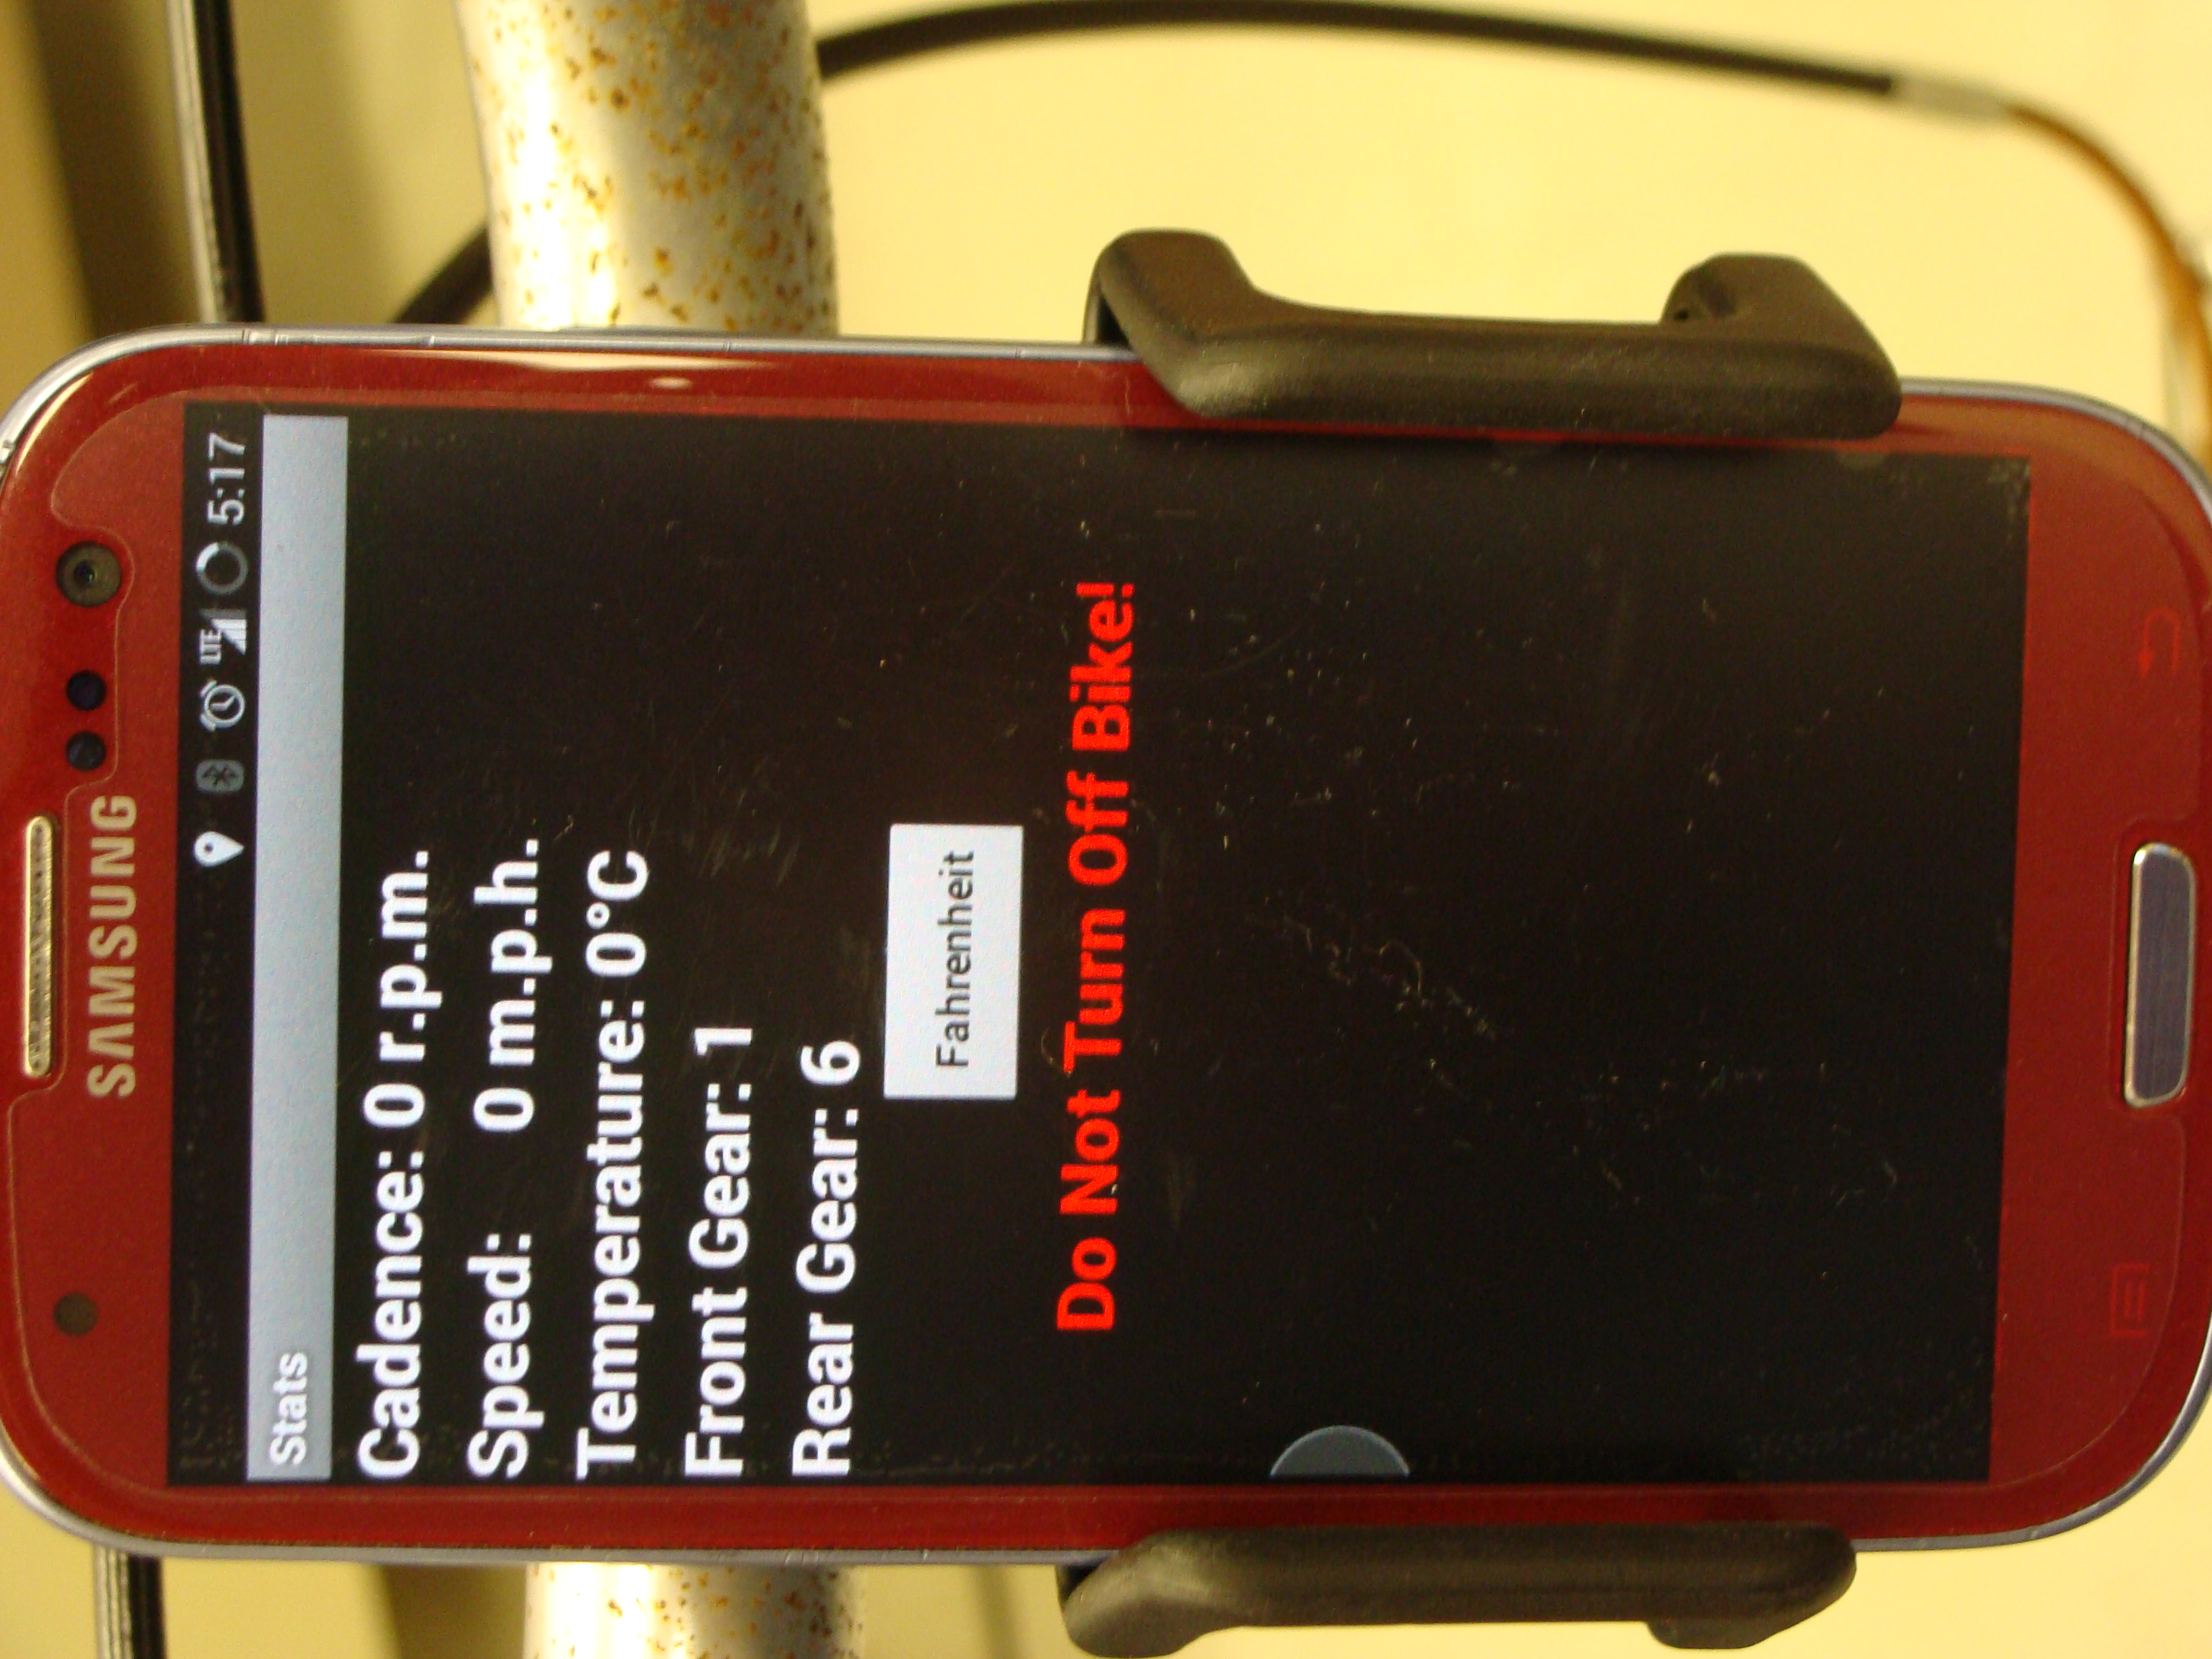 SAMSUNG
LTE 5:17
Stats
Cadence: 0 r.p.m.
Speed: 0 m.p.h.
Temperature: 0°C
Front Gear: 1
Rear Gear: 6
Fahrenheit
Do Not Turn Off Bike!